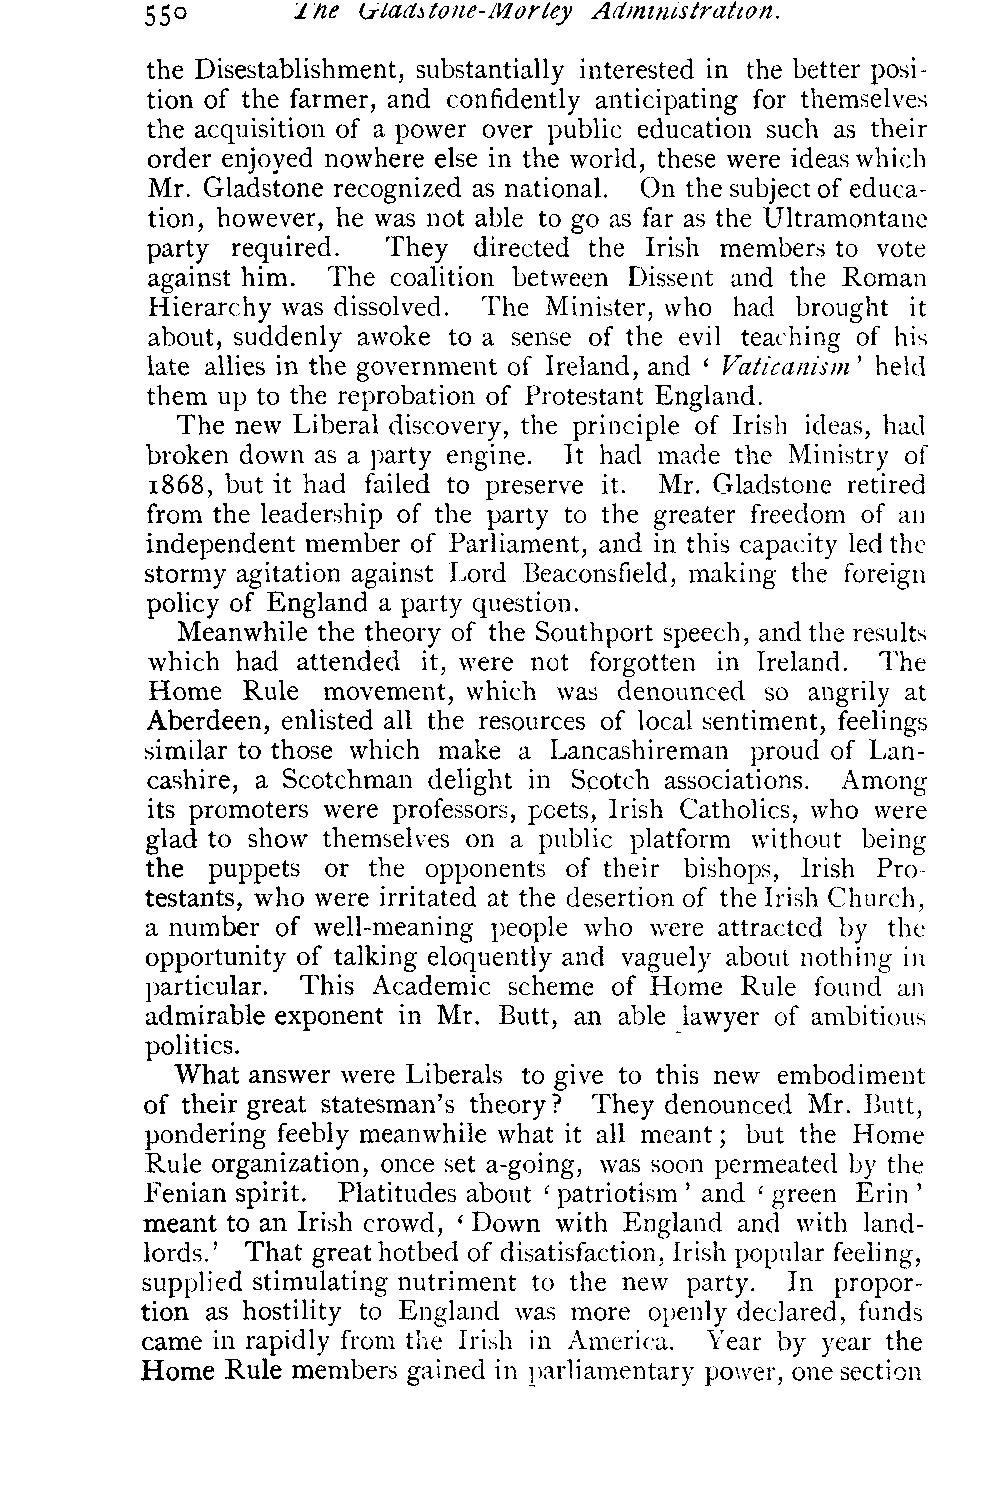 550 The Gladstone-Morley Administration.
the Disestablishment, substantially interested in the better posi-
tion of the farmer, and confidently anticipating for themselves
the acquisition of a power over public education such as their
order enjoyed nowhere else in the world, these were ideas which
Mr. Gladstone recognized as national. On the subject of educa-
tion, however, he was not able to go as far as the Ultramontane
party required. They directed the Irish members to vote
against him. The coalition between Dissent and the Roman
Hierarchy was dissolved. The Minister, who had brought it
about, suddenly awoke to a sense of the evil teaching of his
late allies in the government of Ireland, and ‘ Vaticanism ’ held
them up to the reprobation of Protestant England.
The new Liberal discovery, the principle of Irish ideas, had
broken down as a party engine. It had made the Ministry of
1868, but it had failed to preserve it. Mr. Gladstone retired
from the leadership of the party to the greater freedom of an
independent member of Parliament, and in this capacity led the
stormy agitation against Lord Beaconsfield, making the foreign
policy of England a party question.
Meanwhile the theory of the Southport speech, and the results
which had attended it, were not forgotten in Ireland. The
Home Rule movement, which was denounced so angrily at
Aberdeen, enlisted all the resources of local sentiment, feelings
similar to those which make a Lancashireman proud of Lan-
cashire, a Scotchman delight in Scotch associations. Among
its promoters were professors, poets, Irish Catholics, who were
glad to show themselves on a public platform without being
the puppets or the opponents of their bishops, Irish Pro-
testants, who were irritated at the desertion of the Irish Church,
a number of well-meaning people who were attracted by the
opportunity of talking eloquently and vaguely about nothing in
particular. This Academic scheme of Home Rule found an
admirable exponent in Mr. Butt, an able lawyer of ambitious
politics.
What answer were Liberals to give to this new embodiment
of their great statesman’s theory? They denounced Mr. Butt,
pondering feebly meanwhile what it all meant; but the Home
Rule organization, once set a-going, was soon permeated by the
Fenian spirit. Platitudes about ‘ patriotism ’ and ‘ green Erin ’
meant to an Irish crowd, ‘ Down with England and with land-
lords.’ That great hotbed of disatisfaction, Irish popular feeling,
supplied stimulating nutriment to the new party. In propor-
tion as hostility to England was more openly declared, funds
came in rapidly from the Irish in America. Year by year the
Home Rule members gained in parliamentary power, one section